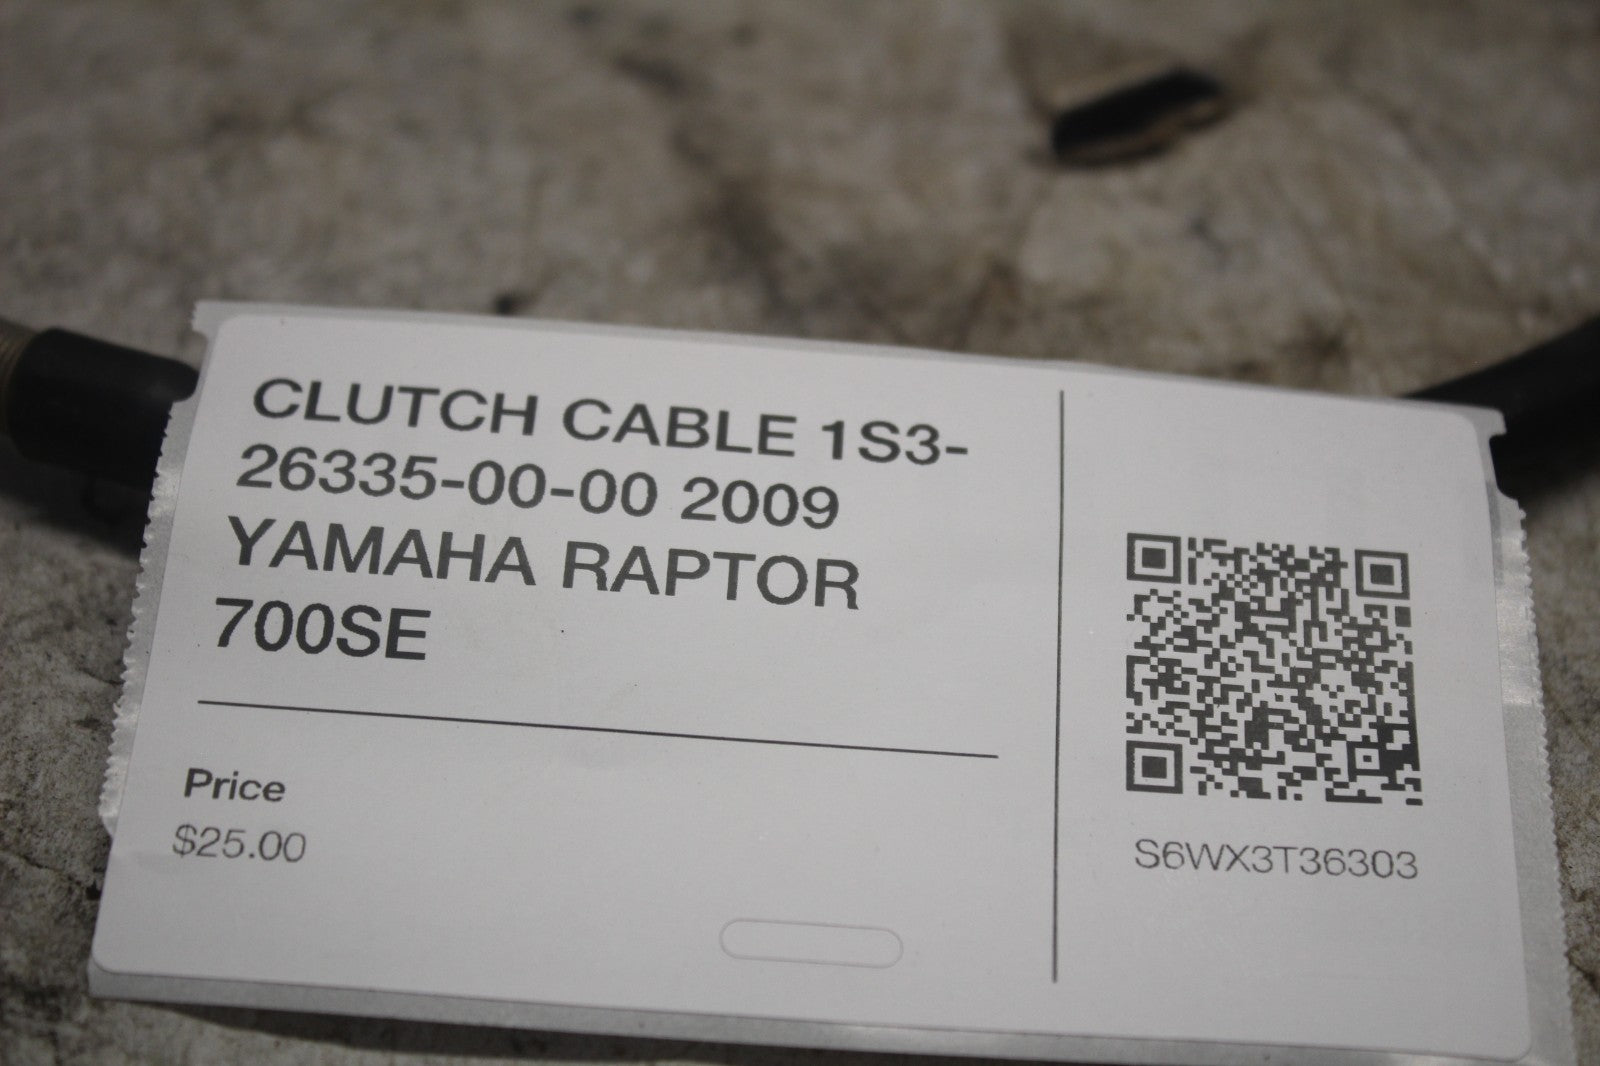 CLUTCH CABLE 1S3-
26335-00-00 2009
YAMAHA RAPTOR
700SE
Price
$25.00
S6WX3T36303